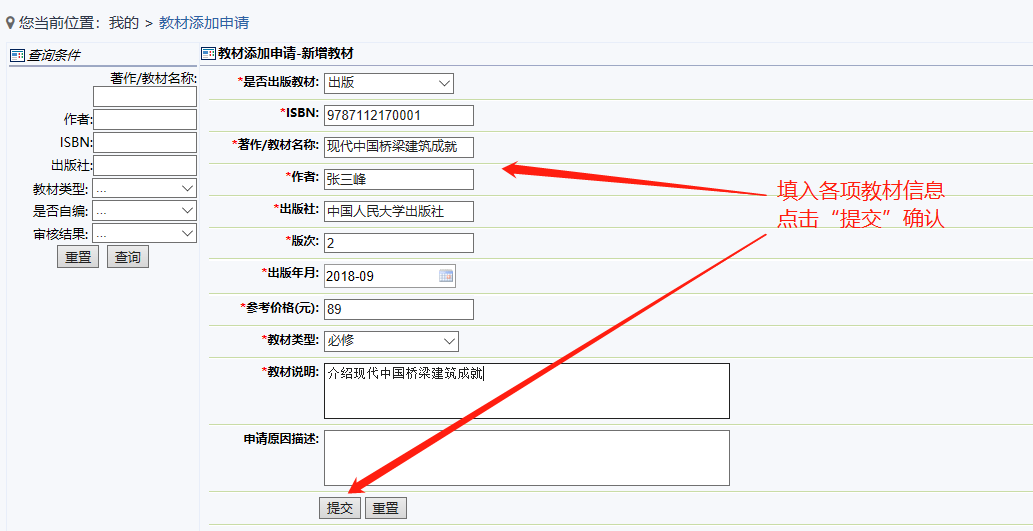 您当前位置：我的 > 教材添加申请
查询条件
著作/教材名称:
作者:
ISBN:
出版社:
教材类型: ...
是否自编: ...
审核结果: ...
重置 查询
教材添加申请-新增教材
*是否出版教材: 出版
*ISBN: 9787112170001
*著作/教材名称: 现代中国桥梁建筑成就
*作者: 张三峰
*出版社: 中国人民大学出版社
*版次: 2
*出版年月: 2018-09
*参考价格(元): 89
*教材类型: 必修
*教材说明: 介绍现代中国桥梁建筑成就
申请原因描述:
提交 重置
填入各项教材信息
点击“提交”确认